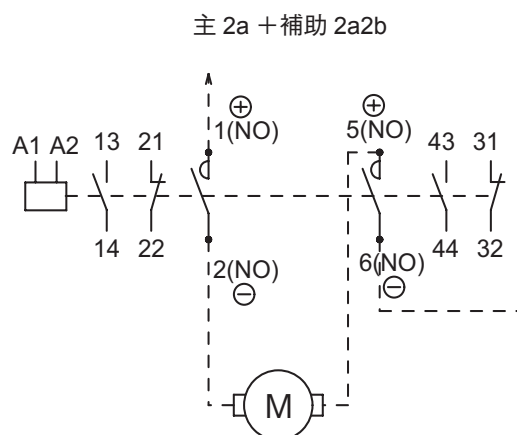 主 2a ＋補助 2a2b
⊕ ⊕
1(NO) 5(NO)
A1 A2 13 21 43 31
14 22 44 32
2(NO) 6(NO)
⊖ ⊖
M